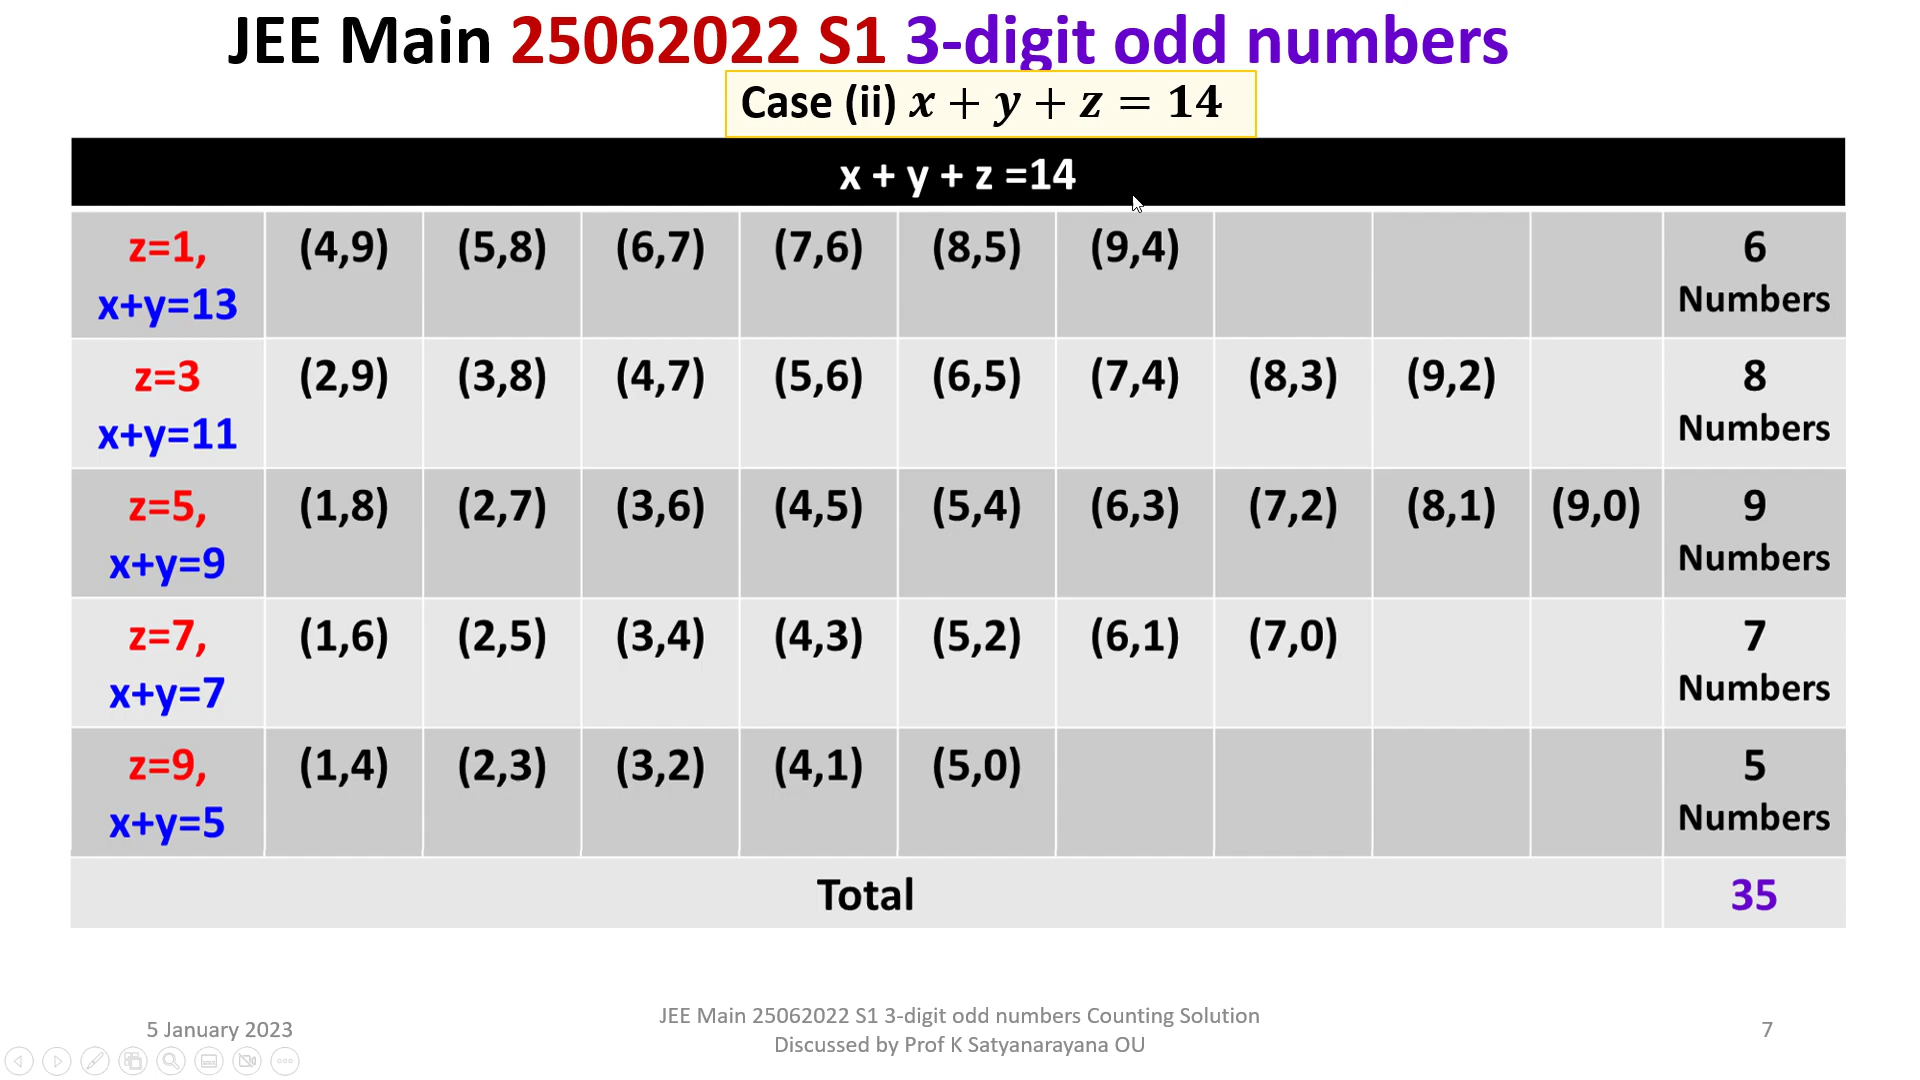 JEE Main 25062022 S1 3-digit odd numbers
Case (ii) x + y + z = 14
x + y + z =14
z=1, (4,9) (5,8) (6,7) (7,6) (8,5) (9,4) 6
x+y=13 Numbers
z=3 (2,9) (3,8) (4,7) (5,6) (6,5) (7,4) (8,3) (9,2) 8
x+y=11 Numbers
z=5, (1,8) (2,7) (3,6) (4,5) (5,4) (6,3) (7,2) (8,1) (9,0) 9
x+y=9 Numbers
z=7, (1,6) (2,5) (3,4) (4,3) (5,2) (6,1) (7,0) 7
x+y=7 Numbers
z=9, (1,4) (2,3) (3,2) (4,1) (5,0) 5
x+y=5 Numbers
Total 35
JEE Main 25062022 S1 3-digit odd numbers Counting Solution
5 January 2023 7
Discussed by Prof K Satyanarayana OU